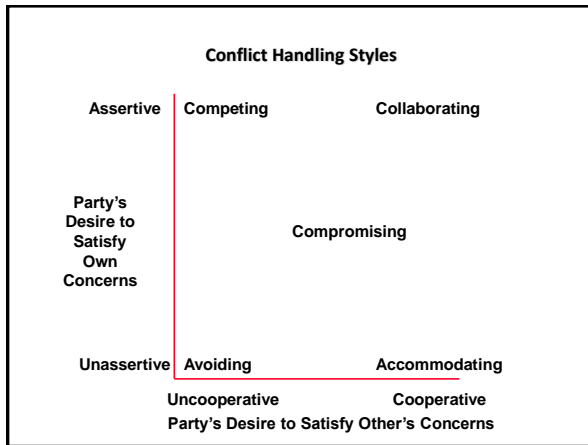 Conflict Handling Styles
Assertive Competing Collaborating
Party's
Desire to
Satisfy
Own
Concerns
Compromising
Unassertive Avoiding Accommodating
Uncooperative Cooperative
Party's Desire to Satisfy Other's Concerns